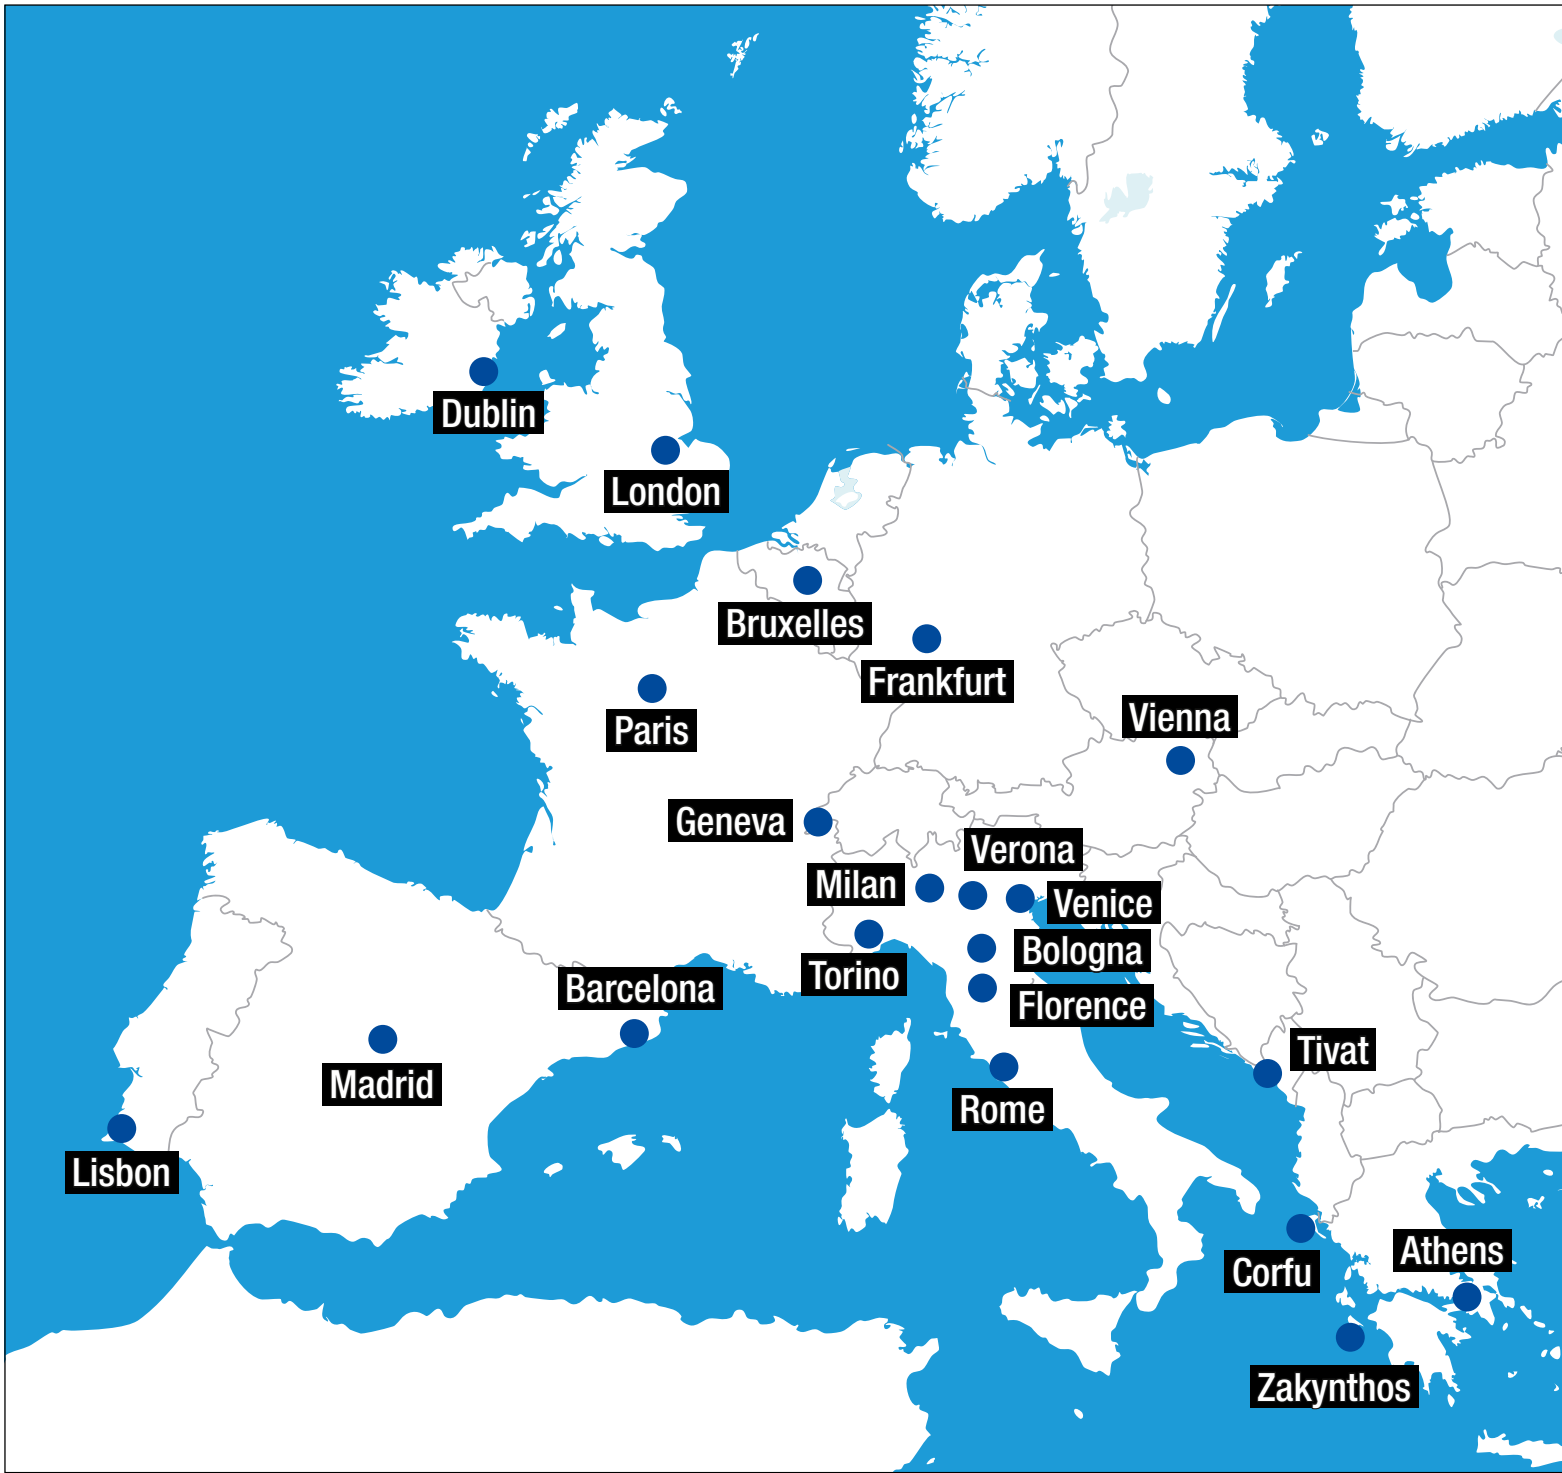 Dublin
London
Bruxelles
Frankfurt
Paris
Vienna
Geneva
Verona
Milan
Venice
Bologna
Torino
Barcelona
Florence
Tivat
Madrid
Rome
Lisbon
Athens
Corfu
Zakynthos